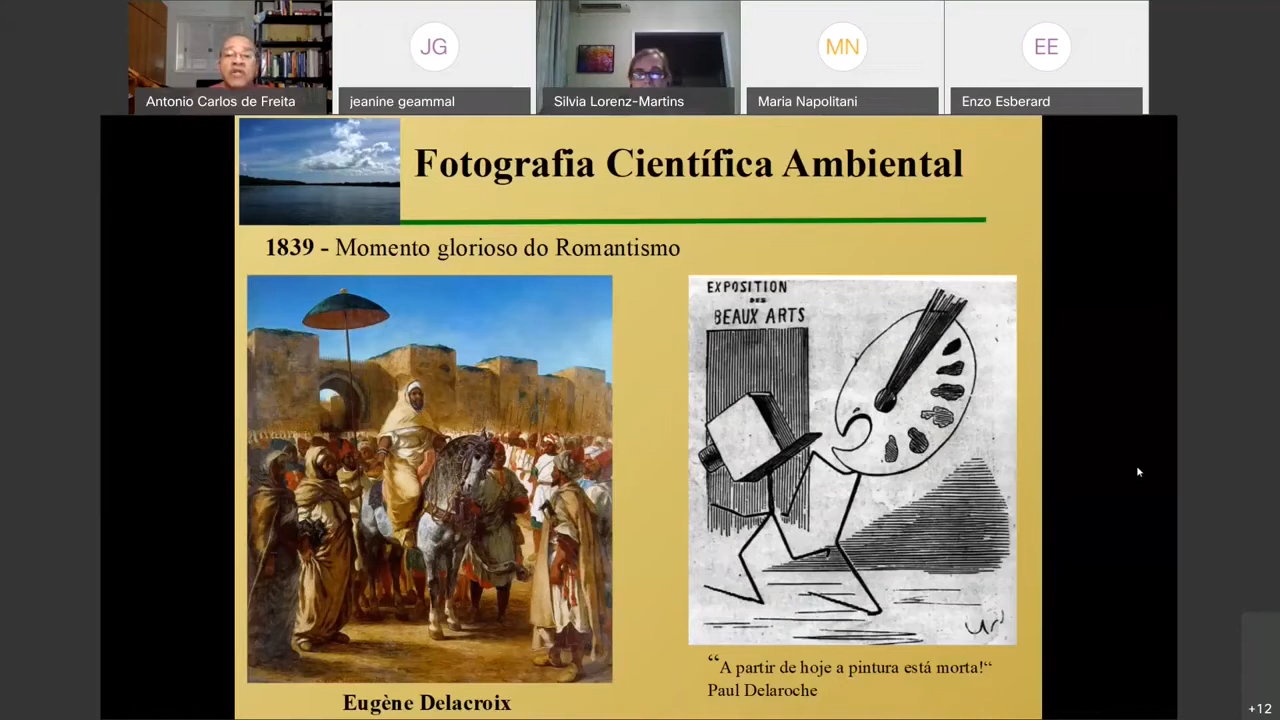 JG
MN
EE
Antonio Carlos de Freita
jeanine geammal
Silvia Lorenz-Martins
Maria Napolitani
Enzo Esberard
Fotografia Científica Ambiental
1839 - Momento glorioso do Romantismo
EXPOSITION
DES
BEAUX ARTS
“A partir de hoje a pintura está morta!“
Paul Delaroche
Eugène Delacroix
+12